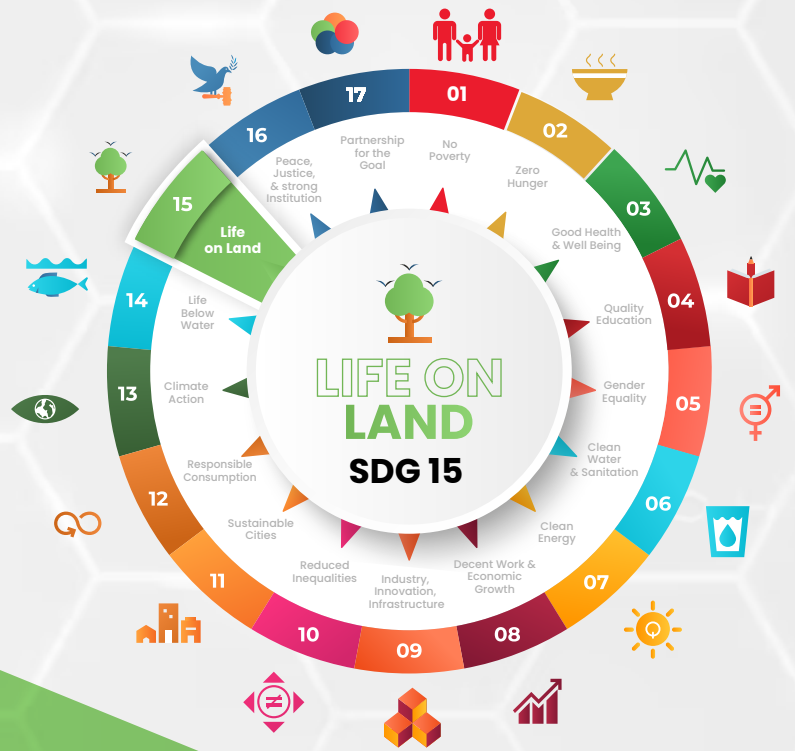 01
No
Poverty
02
Zero
Hunger
03
Good Health
& Well Being
04
Quality
Education
05
Gender
Equality
06
Clean
Water
& Sanitation
07
Clean
Energy
08
Decent Work &
Economic
Growth
09
Industry,
Innovation,
Infrastructure
10
Reduced
Inequalities
11
Sustainable
Cities
12
Responsible
Consumption
13
Climate
Action
14
Life
Below
Water
15
Life
on Land
16
Peace,
Justice,
& strong
Institution
17
Partnership
for the
Goal
LIFE ON
LAND
SDG 15